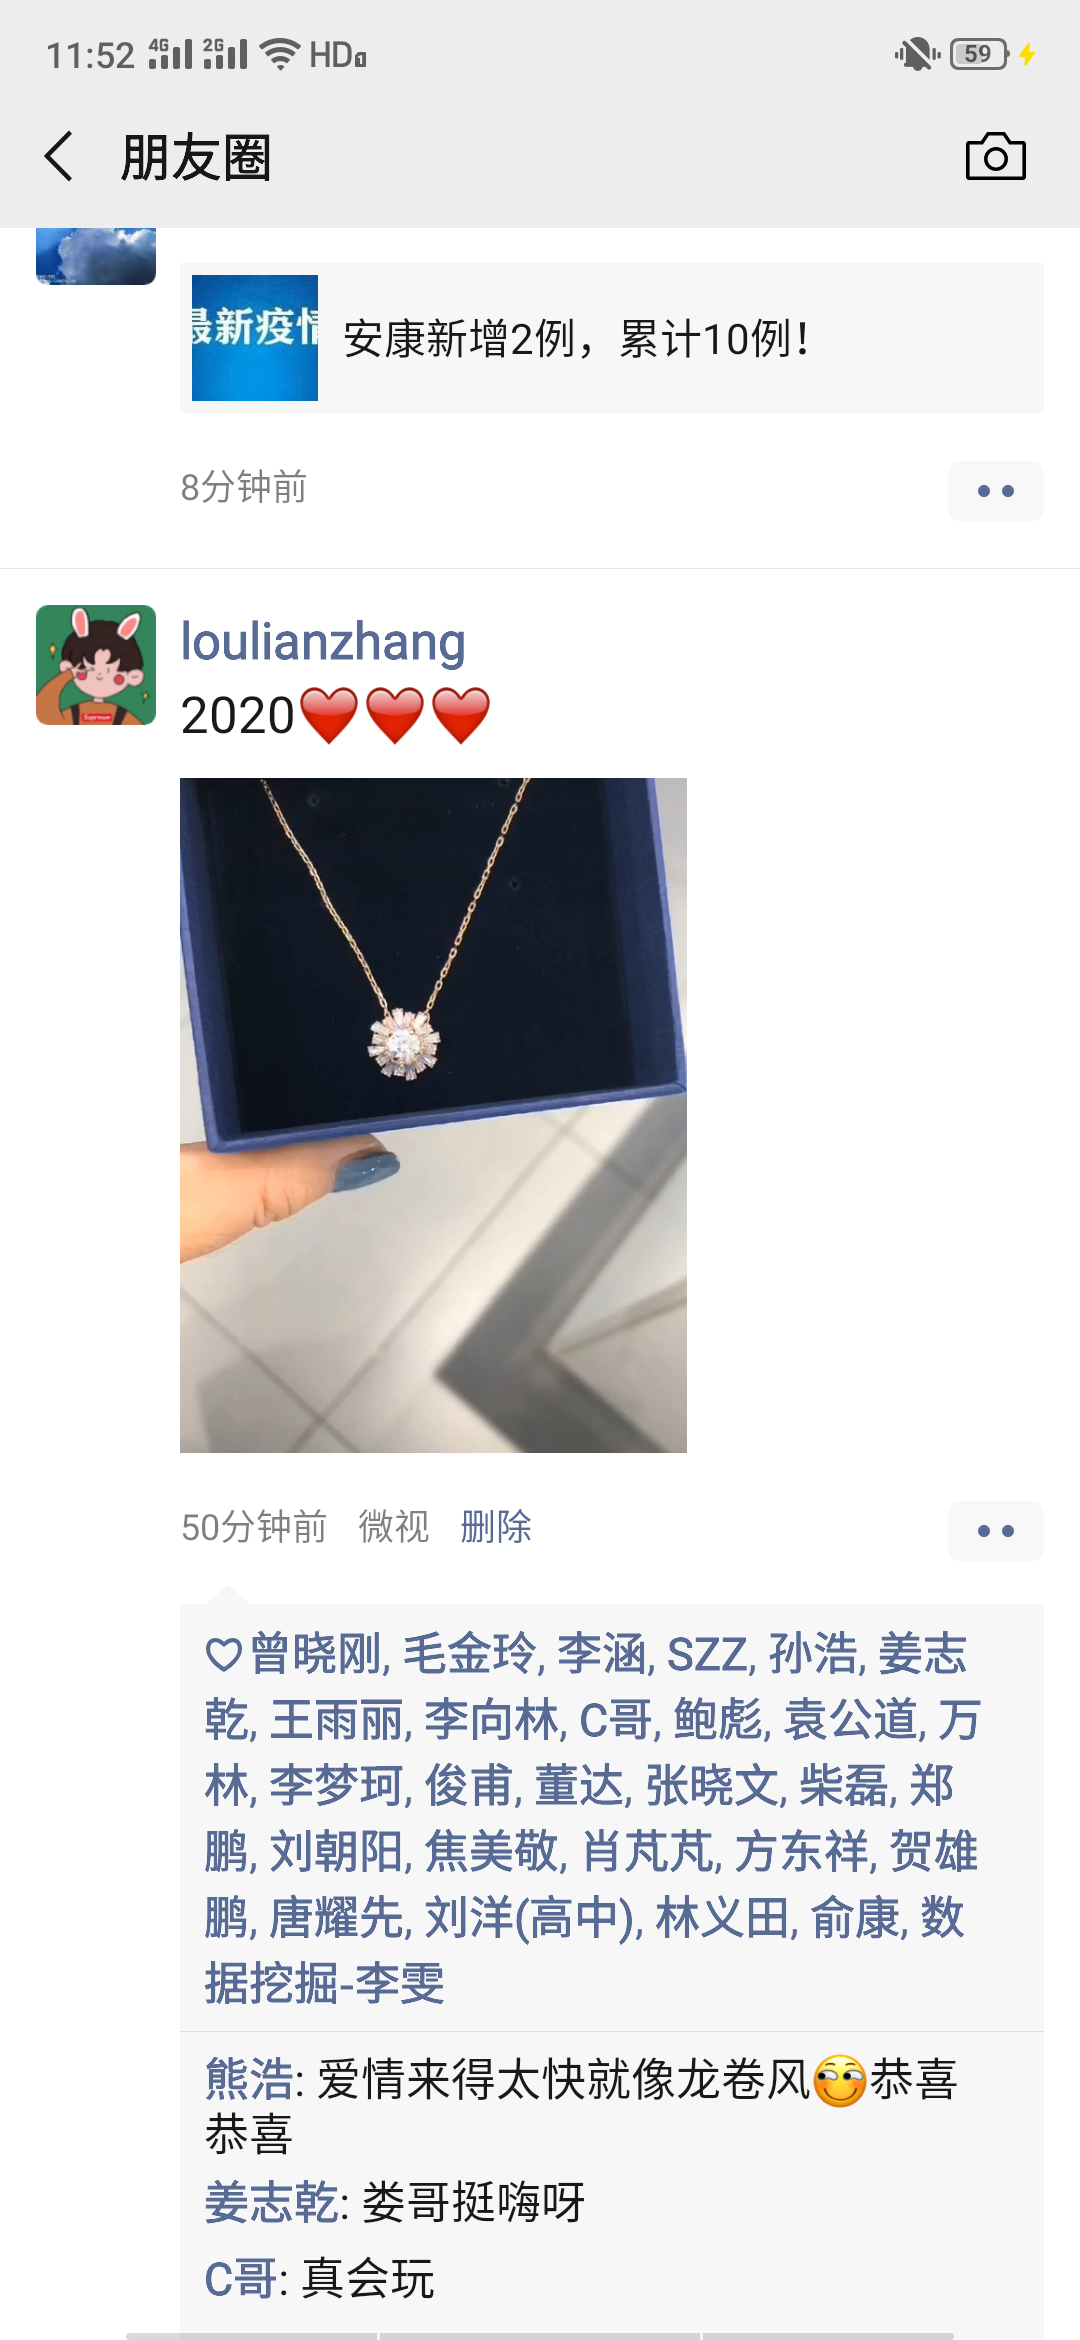 11:52 4G 2G HD1 59
朋友圈
最新疫情
安康新增2例，累计10例！
8分钟前
loulianzhang
Supreme
2020❤️❤️❤️
50分钟前 微视 删除
曾晓刚, 毛金玲, 李涵, SZZ, 孙浩, 姜志
乾, 王雨丽, 李向林, C哥, 鲍彪, 袁公道, 万
林, 李梦珂, 俊甫, 董达, 张晓文, 柴磊, 郑
鹏, 刘朝阳, 焦美敬, 肖芃芃, 方东祥, 贺雄
鹏, 唐耀先, 刘洋(高中), 林义田, 俞康, 数
据挖掘-李雯
熊浩: 爱情来得太快就像龙卷风恭喜
恭喜
姜志乾: 娄哥挺嗨呀
C哥: 真会玩